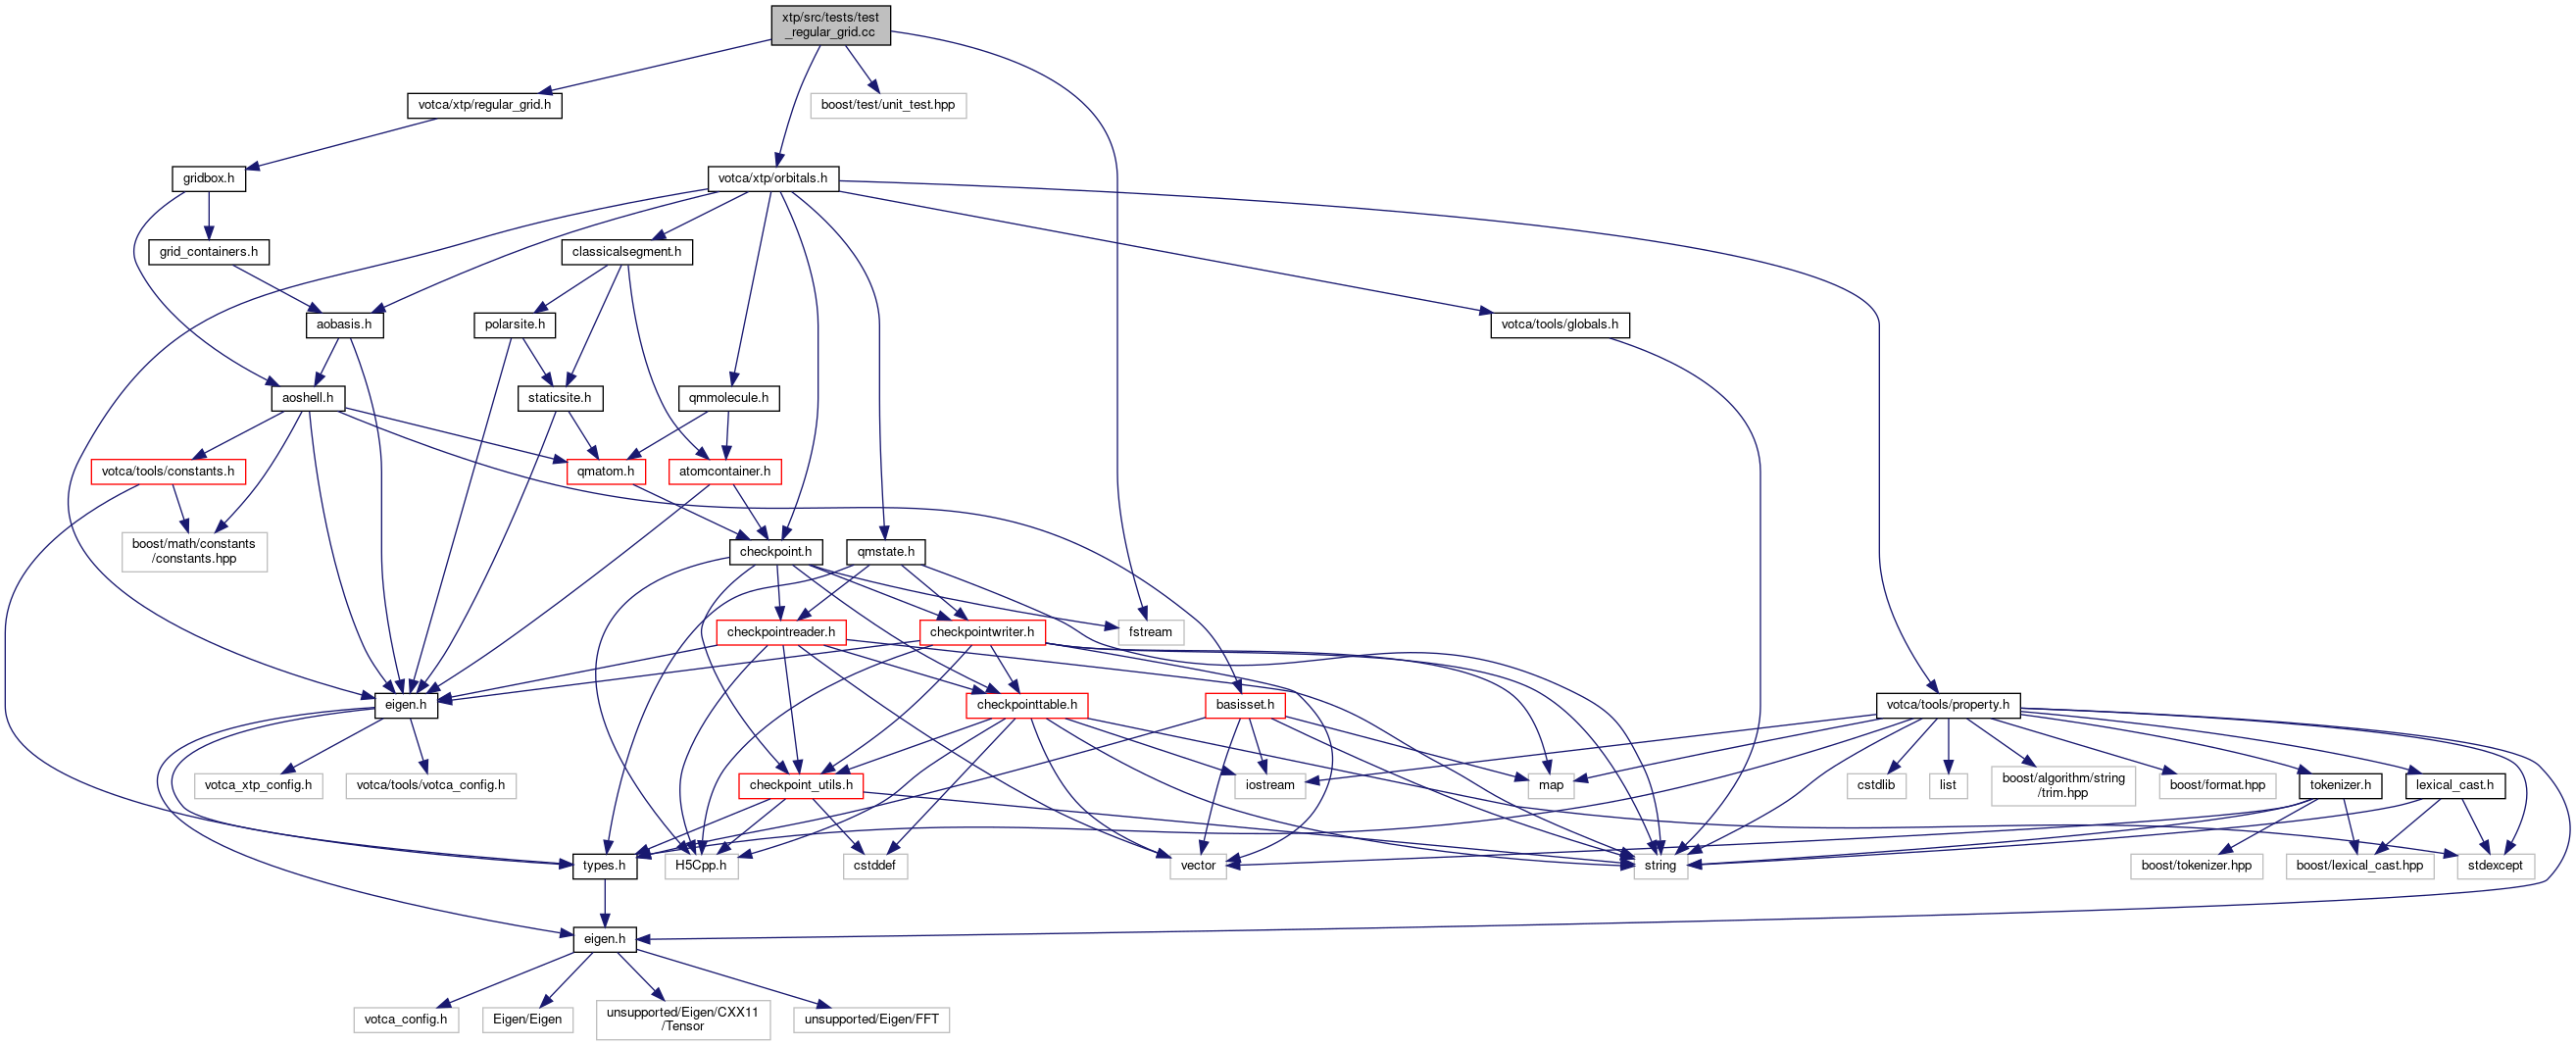 xtp/src/tests/test
_regular_grid.cc
votca/xtp/regular_grid.h
boost/test/unit_test.hpp
gridbox.h
votca/xtp/orbitals.h
grid_containers.h
classicalsegment.h
aobasis.h
polarsite.h
votca/tools/globals.h
aoshell.h
staticsite.h
qmmolecule.h
votca/tools/constants.h
qmatom.h
atomcontainer.h
boost/math/constants
/constants.hpp
checkpoint.h
qmstate.h
checkpointreader.h
checkpointwriter.h
fstream
eigen.h
checkpointtable.h
basisset.h
votca/tools/property.h
votca_xtp_config.h
votca/tools/votca_config.h
checkpoint_utils.h
iostream
map
cstdlib
list
boost/algorithm/string
/trim.hpp
boost/format.hpp
tokenizer.h
lexical_cast.h
types.h
H5Cpp.h
cstddef
vector
string
boost/tokenizer.hpp
boost/lexical_cast.hpp
stdexcept
eigen.h
votca_config.h
Eigen/Eigen
unsupported/Eigen/CXX11
/Tensor
unsupported/Eigen/FFT